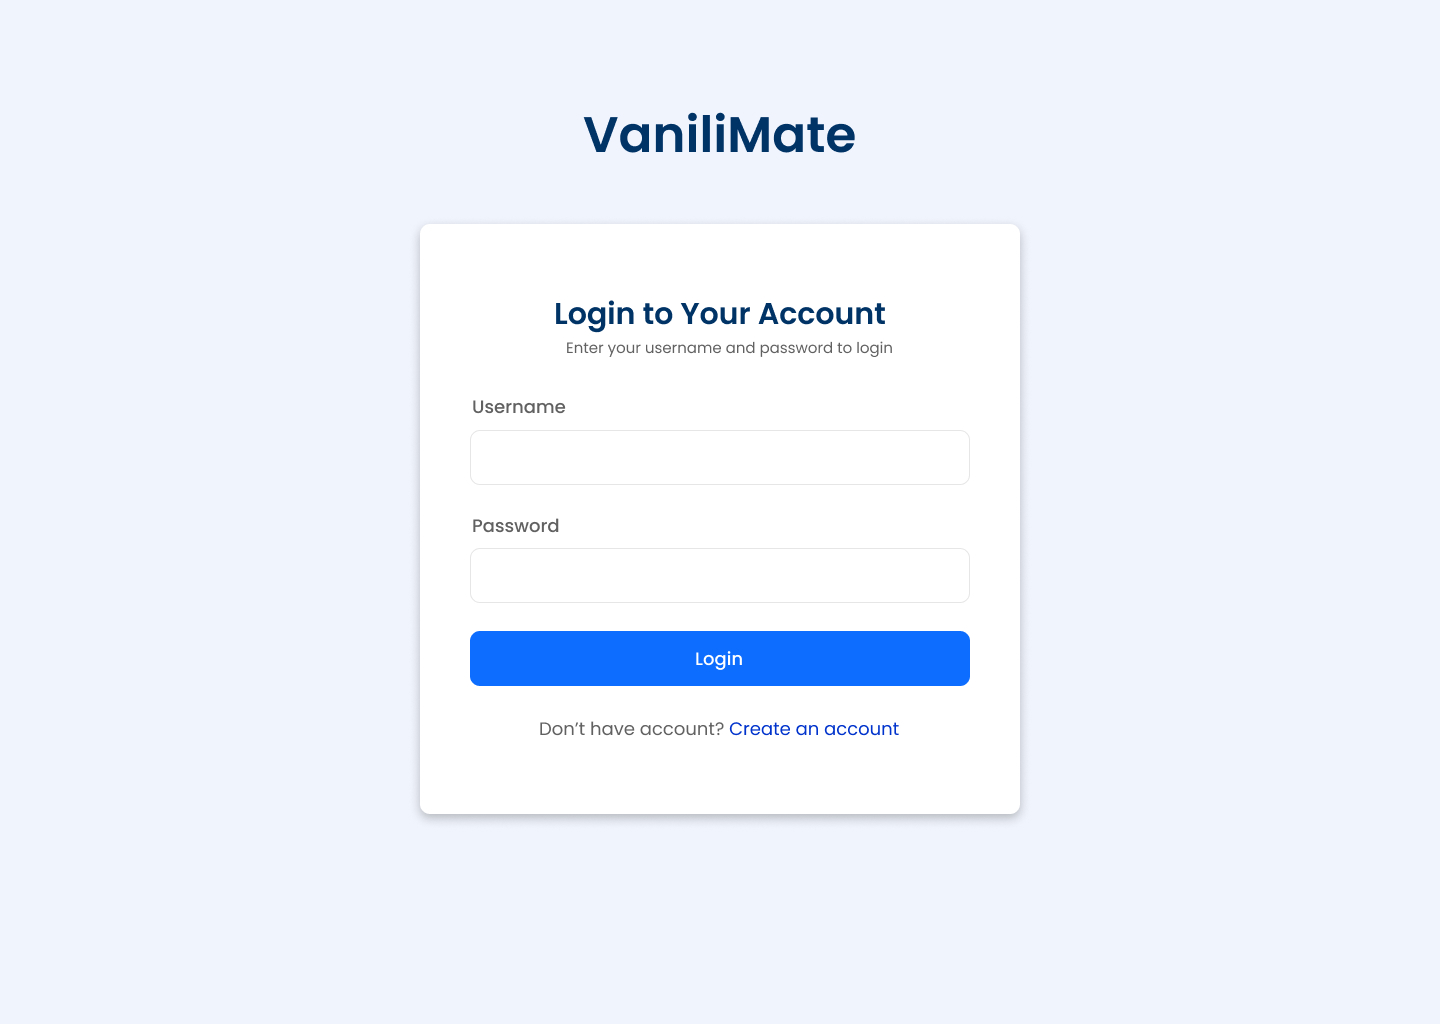 VaniliMate
Login to Your Account
Enter your username and password to login
Username
Password
Login
Don’t have account? Create an account